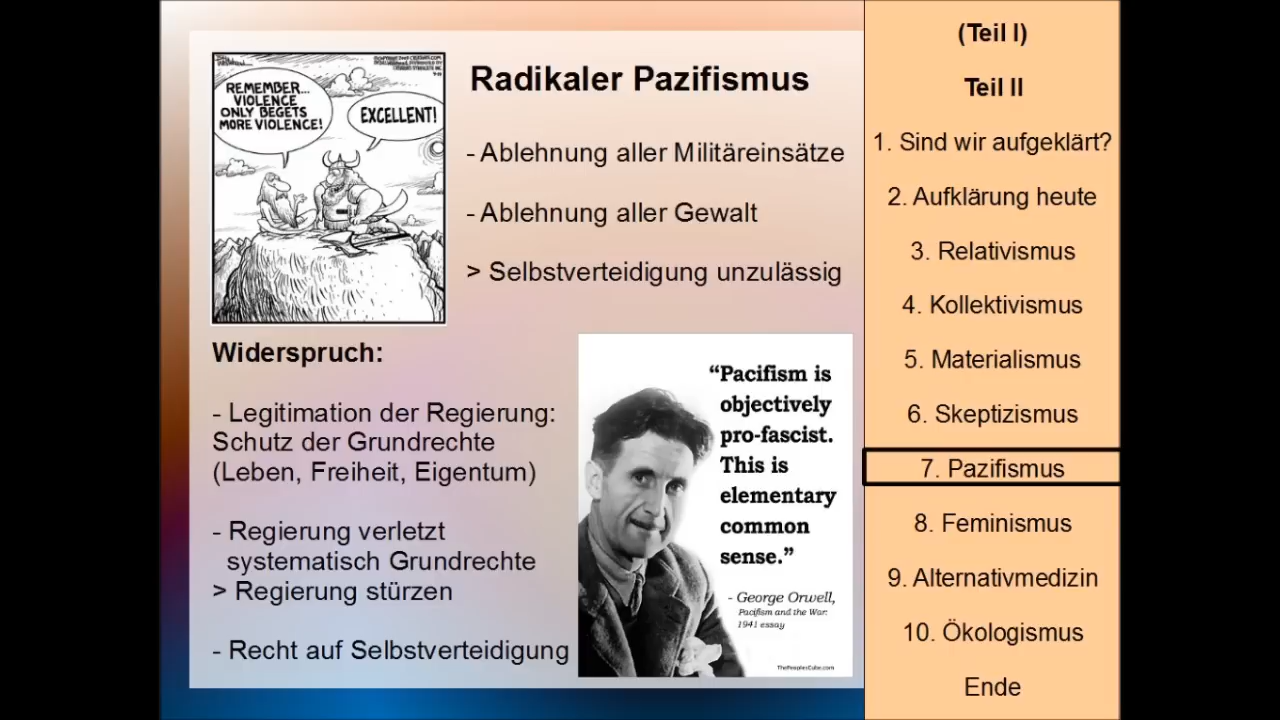 REMEMBER...
VIOLENCE
ONLY BEGETS
MORE VIOLENCE!
EXCELLENT!
Radikaler Pazifismus
- Ablehnung aller Militäreinsätze
- Ablehnung aller Gewalt
> Selbstverteidigung unzulässig
Widerspruch:
- Legitimation der Regierung:
Schutz der Grundrechte
(Leben, Freiheit, Eigentum)
- Regierung verletzt
systematisch Grundrechte
> Regierung stürzen
- Recht auf Selbstverteidigung
“Pacifism is
objectively
pro-fascist.
This is
elementary
common
sense.”
- George Orwell,
Pacifism and the War:
1941 essay
ThePeoplesCube.com
(Teil I)
Teil II
1. Sind wir aufgeklärt?
2. Aufklärung heute
3. Relativismus
4. Kollektivismus
5. Materialismus
6. Skeptizismus
7. Pazifismus
8. Feminismus
9. Alternativmedizin
10. Ökologismus
Ende